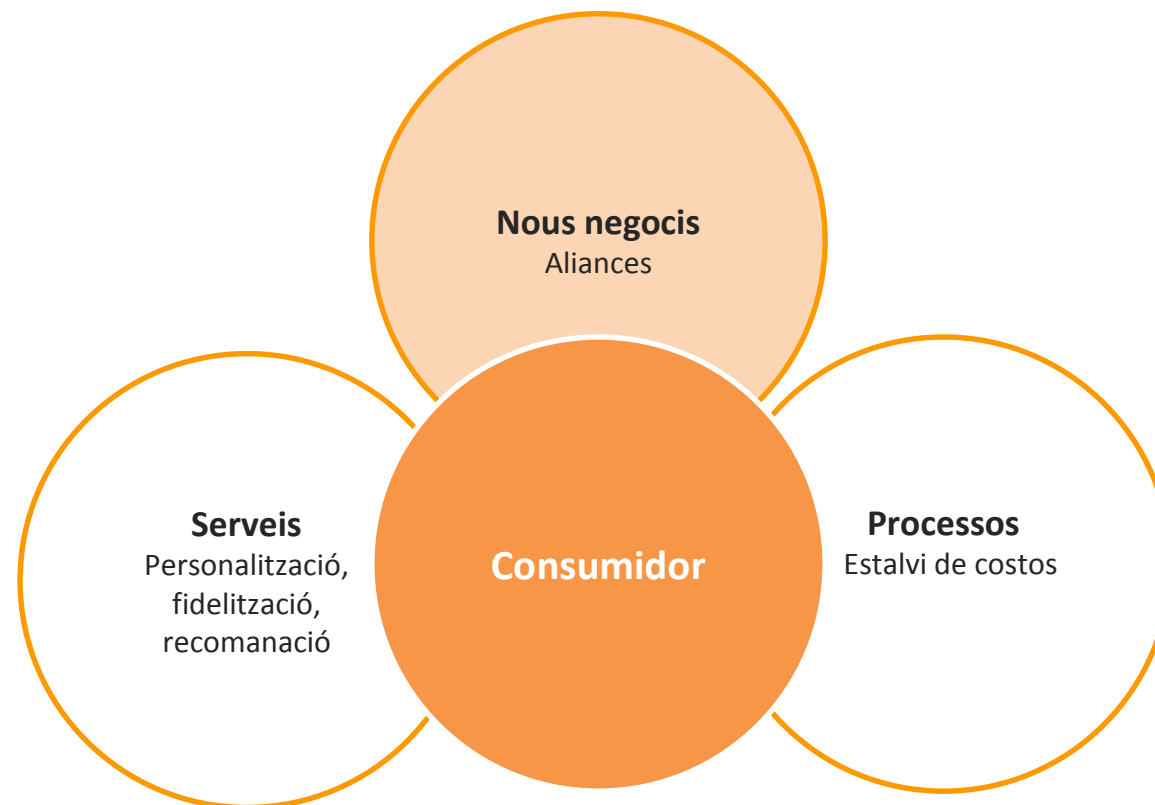 Nous negocis
Aliances
Serveis
Personalització,
fidelització,
recomanació
Consumidor
Processos
Estalvi de costos